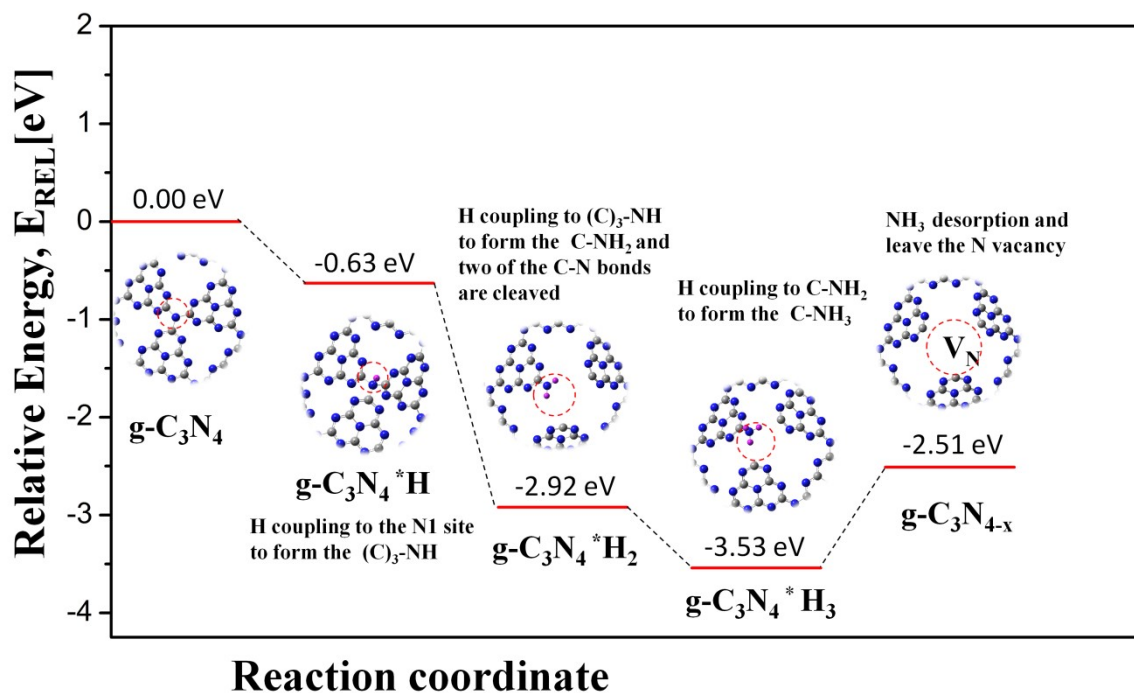 Relative Energy, E_REL[eV]
2
1
0
-1
-2
-3
-4
0.00 eV
g-C₃N₄
-0.63 eV
g-C₃N₄*H
H coupling to the N1 site
to form the (C)₃-NH
H coupling to (C)₃-NH
to form the C-NH₂ and
two of the C-N bonds
are cleaved
-2.92 eV
g-C₃N₄*H₂
H coupling to C-NH₂
to form the C-NH₃
-3.53 eV
g-C₃N₄* H₃
NH₃ desorption and
leave the N vacancy
V_N
-2.51 eV
g-C₃N₄₋ₓ
Reaction coordinate